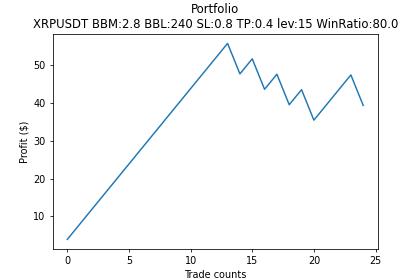 Portfolio
XRPUSDT BBM:2.8 BBL:240 SL:0.8 TP:0.4 lev:15 WinRatio:80.0
50
40
30
20
10
Profit ($)
0 5 10 15 20 25
Trade counts